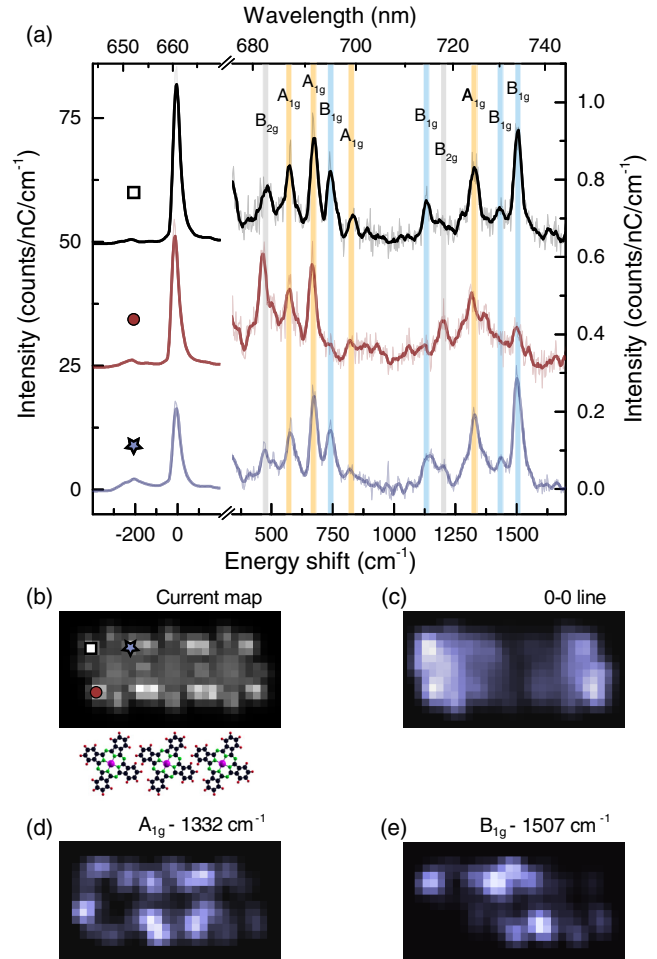 Wavelength (nm)
(a)
650 660 680 700 720 740
75
50
25
0
Intensity (counts/nC/cm⁻¹)
B2g
A1g
A1g
B1g
A1g
B1g
B2g
A1g
B1g
B1g
1.0
0.8
0.6
0.4
0.2
0.0
Intensity (counts/nC/cm⁻¹)
-200 0 500 750 1000 1250 1500
Energy shift (cm⁻¹)
(b) Current map
(c) 0-0 line
(d) A1g - 1332 cm⁻¹
(e) B1g - 1507 cm⁻¹